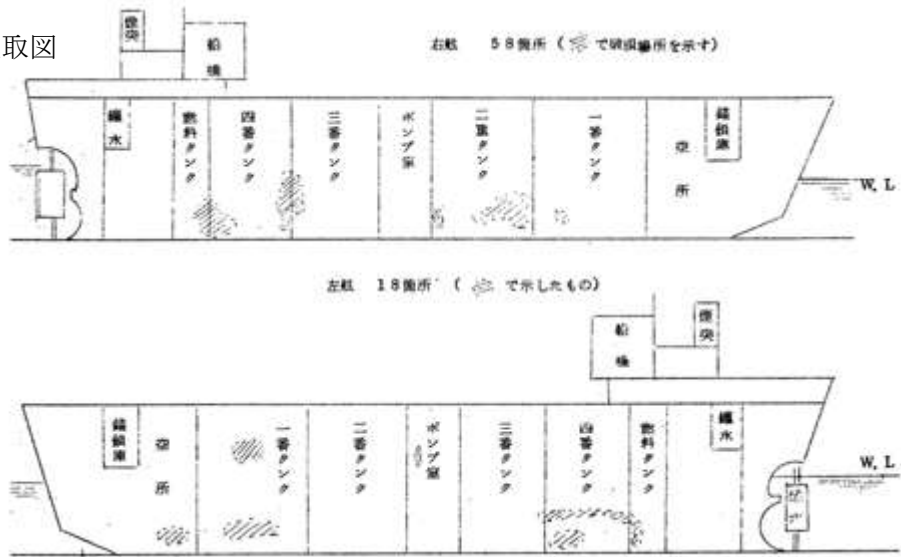 取図
右舷 58箇所 ( で破損箇所を示す)
煙突
船橋
罐水
燃料タンク
四番タンク
三番タンク
ポンプ室
二番タンク
一番タンク
空所
錨鎖庫
W. L
左舷 18箇所 ( で示したもの)
船橋
煙突
錨鎖庫
空所
一番タンク
二番タンク
ポンプ室
三番タンク
四番タンク
燃料タンク
罐水
W. L